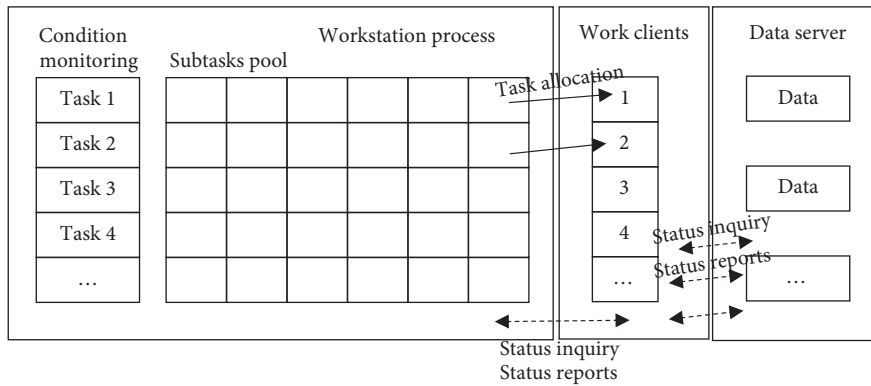 Condition
monitoring
Subtasks pool
Workstation process
Work clients
Data server
Task 1
Task 2
Task 3
Task 4
...
Task allocation
1
2
3
4
...
Data
Data
...
Status inquiry
Status reports
Status inquiry
Status reports